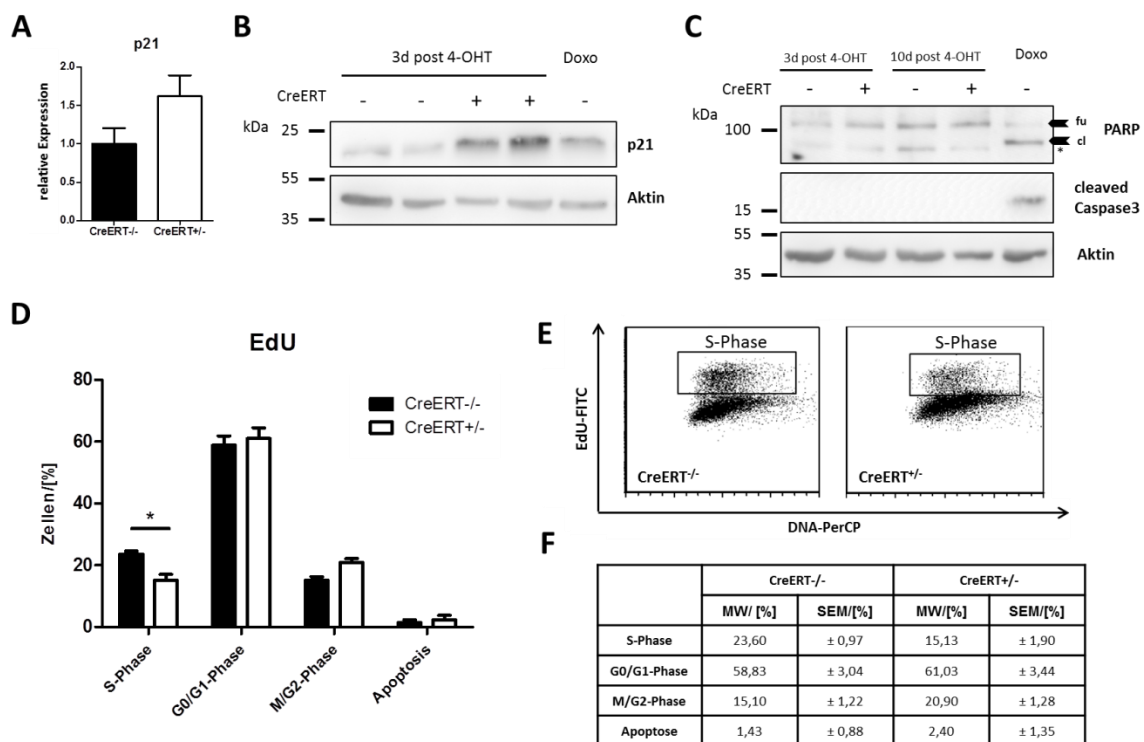 A
p21
relative Expression
2.0
1.5
1.0
0.5
0.0
CreERT-/-
CreERT+/-
B
3d post 4-OHT
Doxo
CreERT
-
-
+
+
-
kDa
25
p21
55
Aktin
35
C
3d post 4-OHT
10d post 4-OHT
Doxo
CreERT
-
+
-
+
-
kDa
100
fu
PARP
cl
*
cleaved
Caspase3
15
55
Aktin
35
D
EdU
Zellen/[%]
80
60
40
20
0
*
CreERT-/-
CreERT+/-
S-Phase
G0/G1-Phase
M/G2-Phase
Apoptosis
E
EdU-FITC
S-Phase
CreERT-/-
S-Phase
CreERT+/-
DNA-PerCP
F
CreERT-/- CreERT+/-
MW/ [%] SEM/[%] MW/ [%] SEM/[%]
S-Phase 23,60 ± 0,97 15,13 ± 1,90
G0/G1-Phase 58,83 ± 3,04 61,03 ± 3,44
M/G2-Phase 15,10 ± 1,22 20,90 ± 1,28
Apoptose 1,43 ± 0,88 2,40 ± 1,35